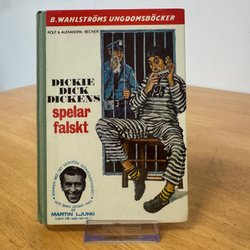 B. WAHLSTRÖMS UNGDOMSBÖCKER
ROLF & ALEXANDRA BECKER
DICKIE
DICK
DICKENS
spelar
falskt
MARTIN LJUNG